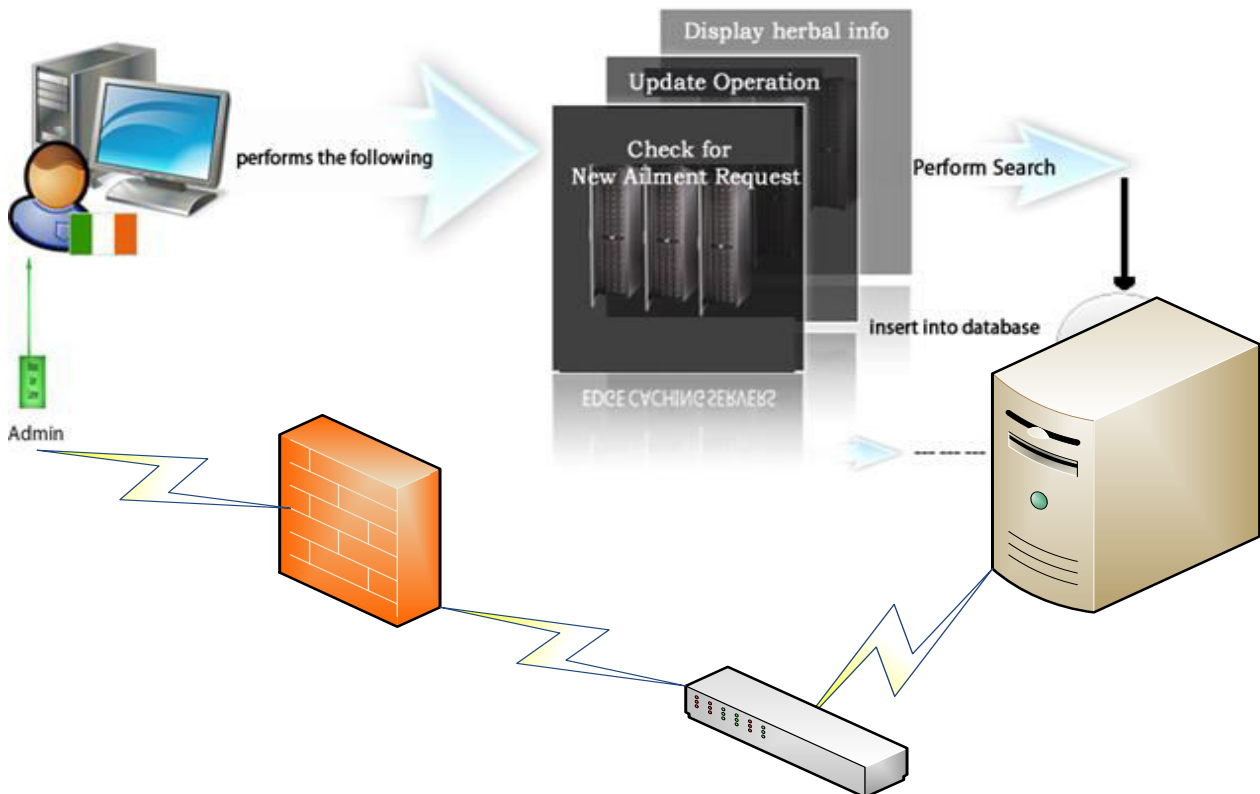 Display herbal info
Update Operation
Check for
New Ailment Request
performs the following
Perform Search
insert into database
EDGE CACHING SERVERS
Admin